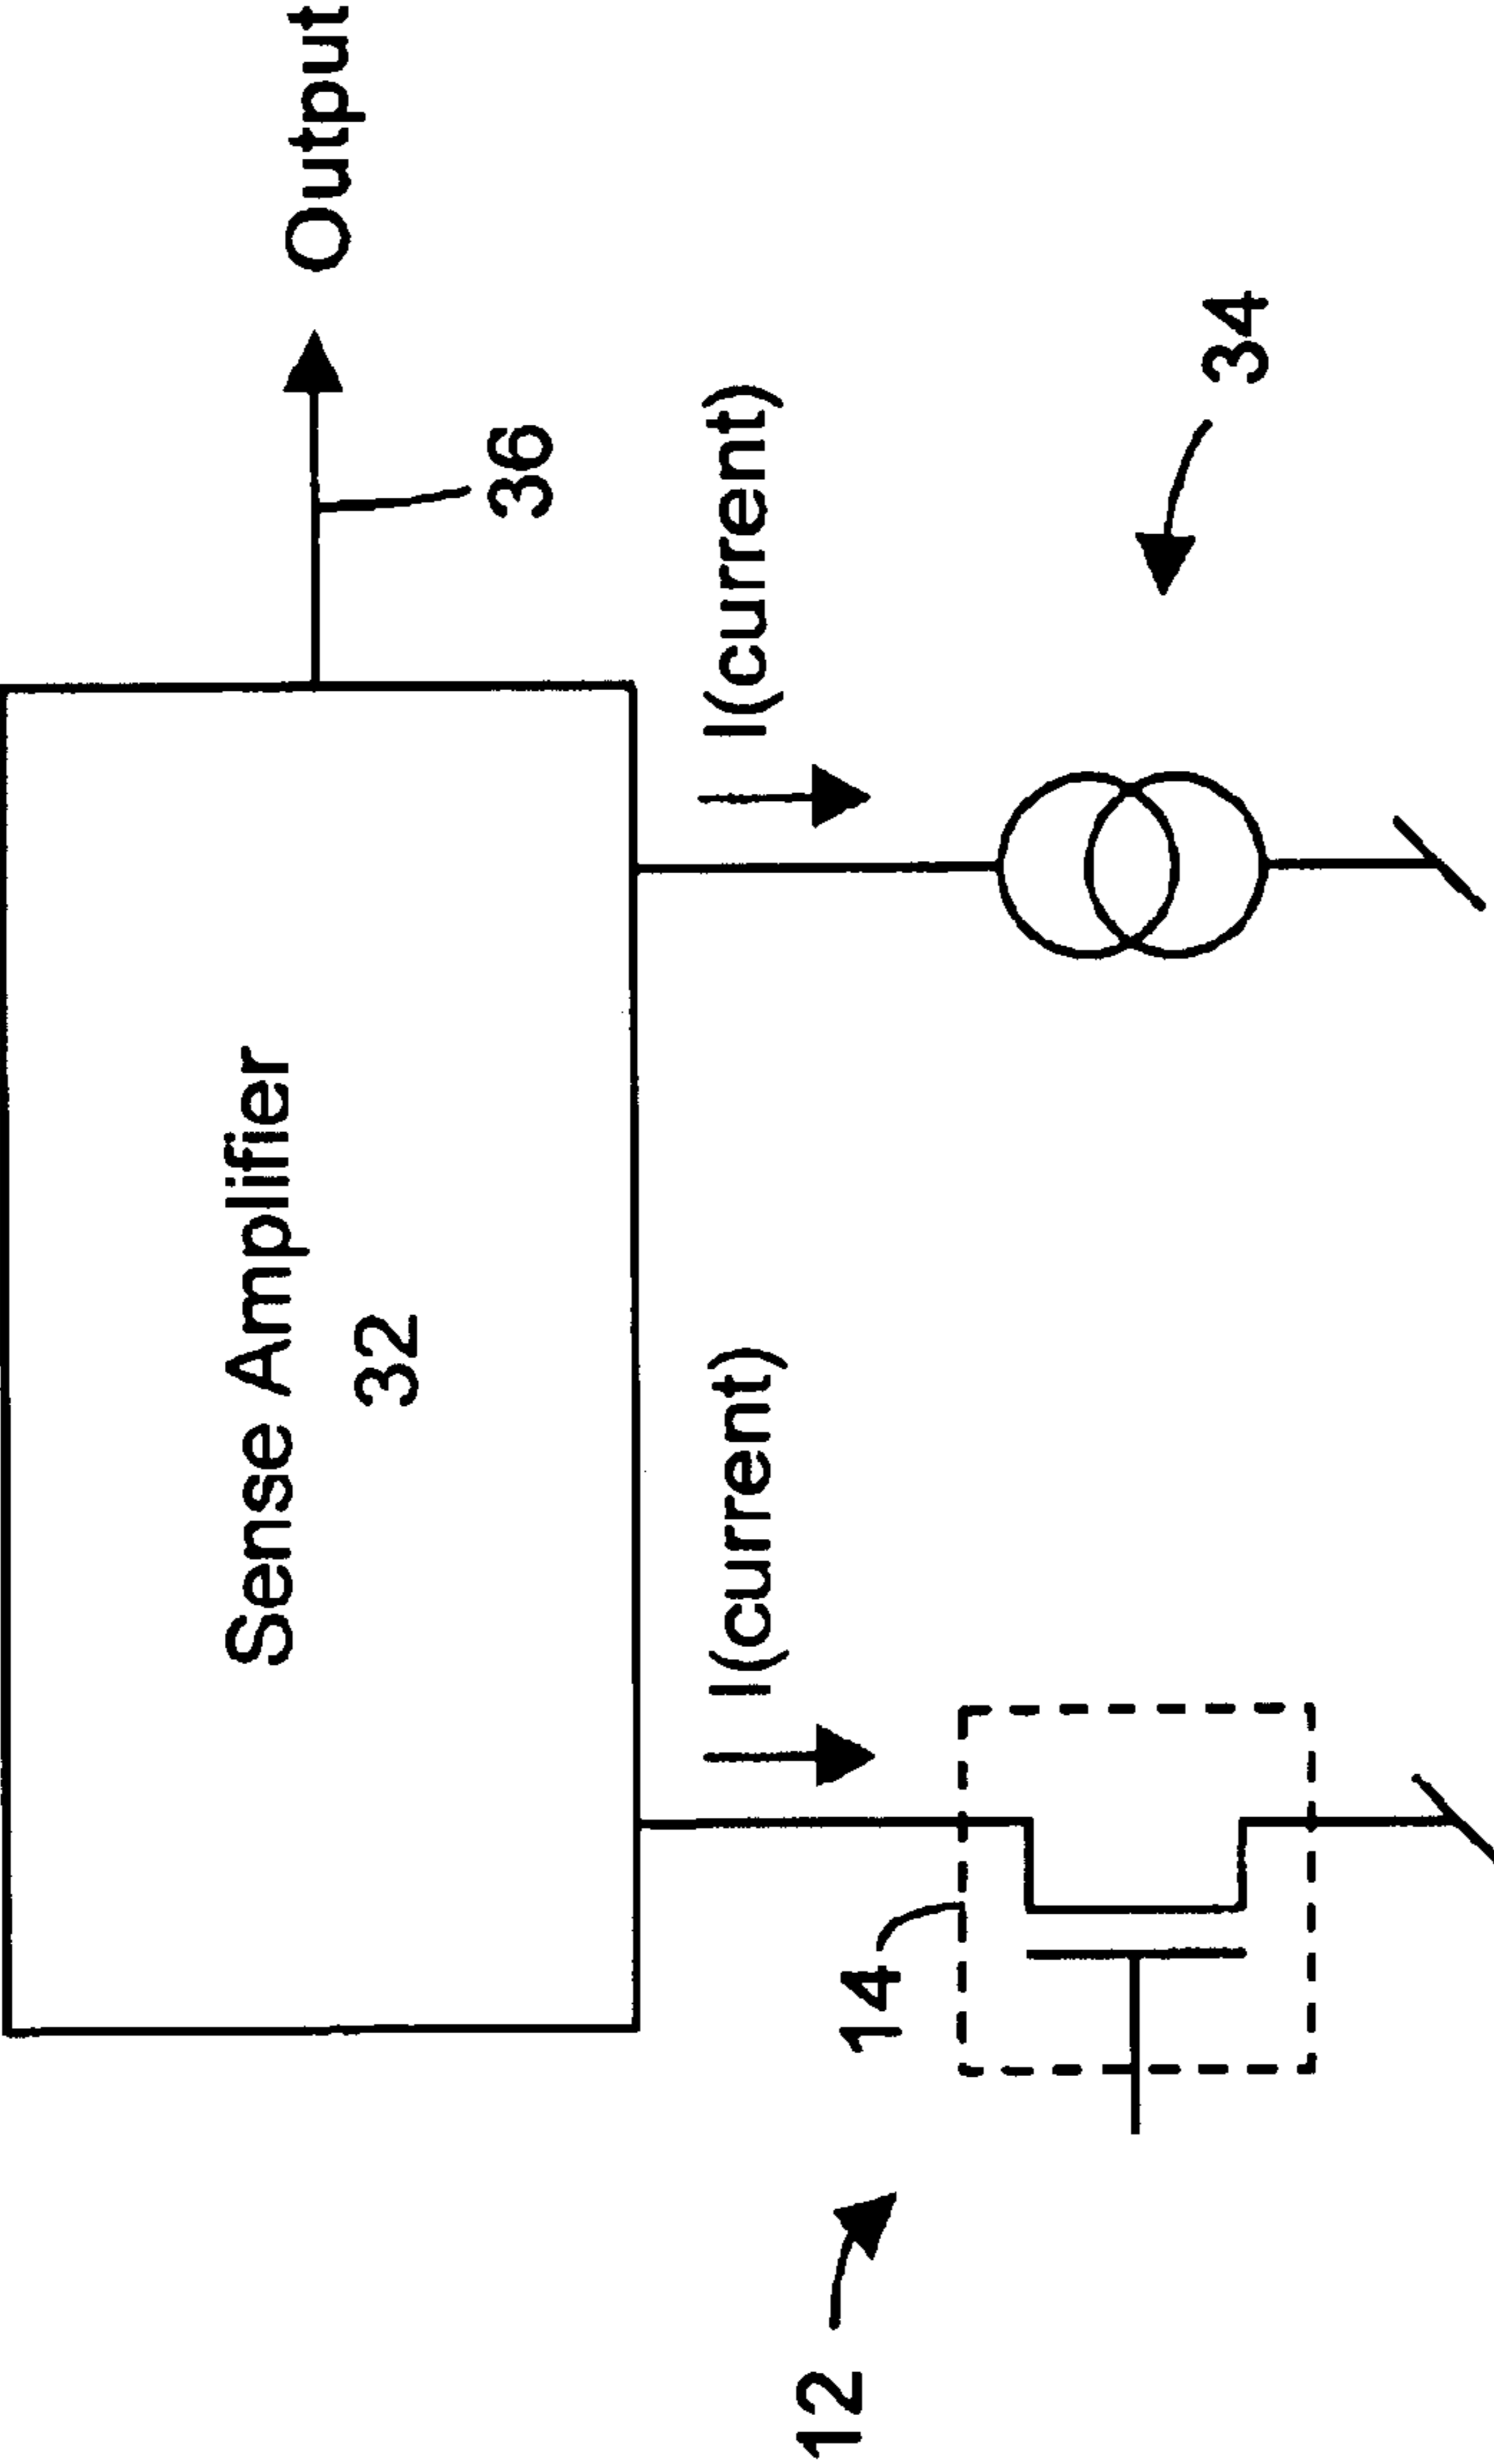 Sense Amplifier
32
Output
36
I(current)
I(current)
34
14
12